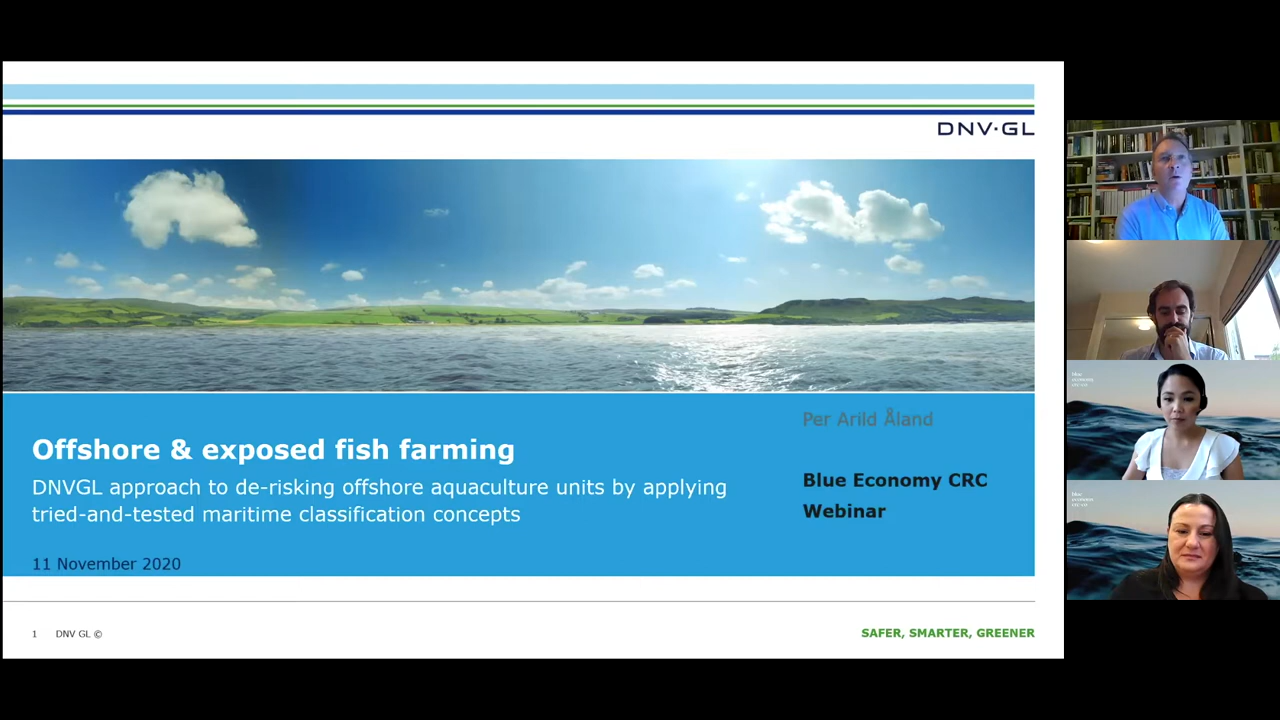 DNV·GL
Per Arild Åland
Offshore & exposed fish farming
DNVGL approach to de-risking offshore aquaculture units by applying
tried-and-tested maritime classification concepts
Blue Economy CRC
Webinar
11 November 2020
1 DNV GL ©
SAFER, SMARTER, GREENER
Blue
economy